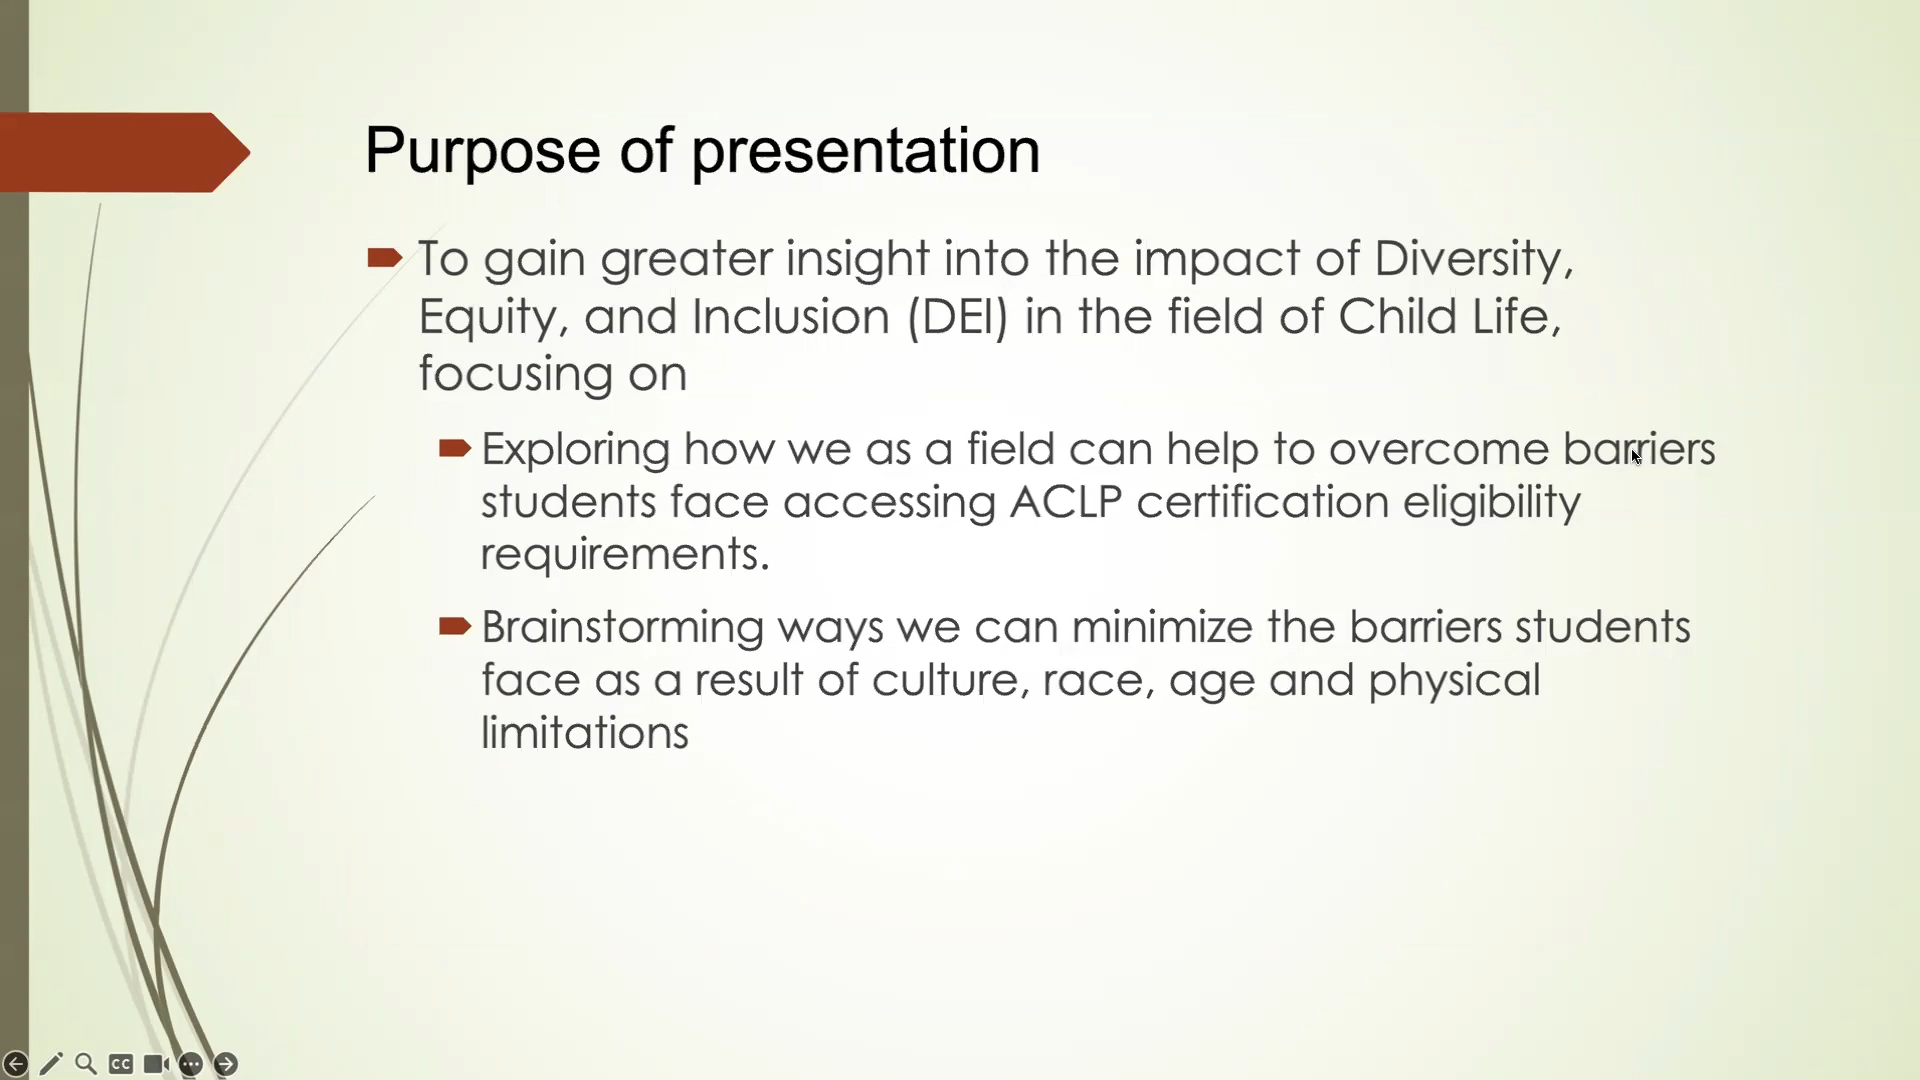 Purpose of presentation
To gain greater insight into the impact of Diversity,
Equity, and Inclusion (DEI) in the field of Child Life,
focusing on
Exploring how we as a field can help to overcome barriers
students face accessing ACLP certification eligibility
requirements.
Brainstorming ways we can minimize the barriers students
face as a result of culture, race, age and physical
limitations
CC